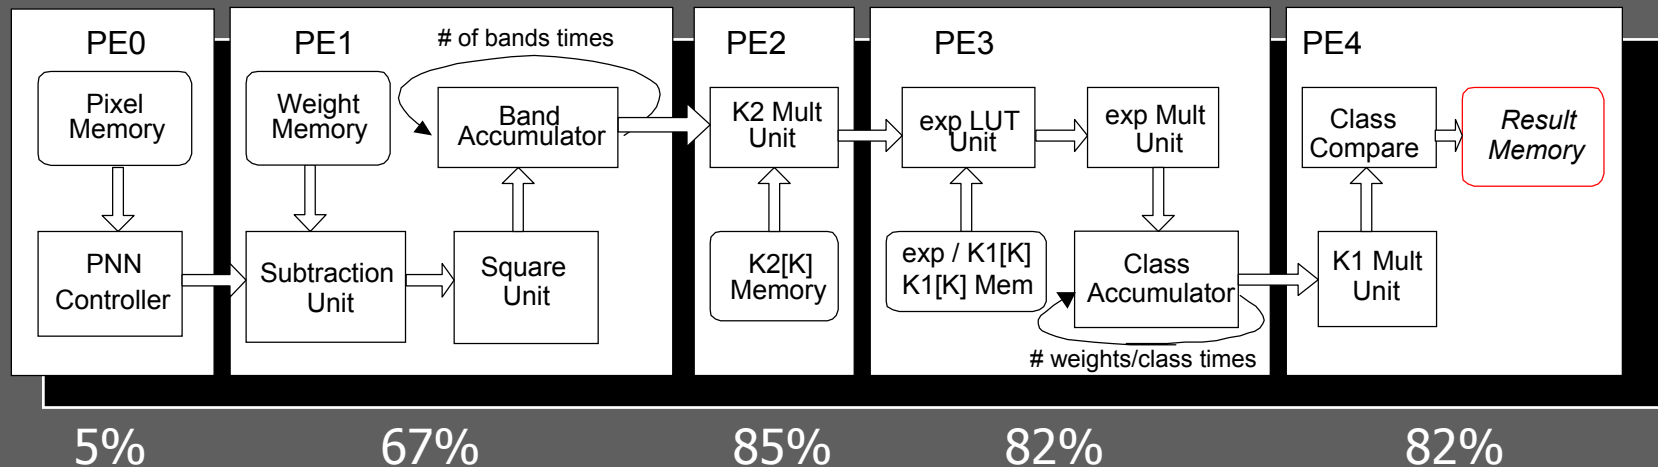 PE0
Pixel
Memory
PNN
Controller
PE1
# of bands times
Weight
Memory
Band
Accumulator
Subtraction
Unit
Square
Unit
PE2
K2 Mult
Unit
K2[K]
Memory
PE3
exp LUT
Unit
exp Mult
Unit
exp / K1[K]
K1[K] Mem
Class
Accumulator
# weights/class times
PE4
Class
Compare
Result
Memory
K1 Mult
Unit
5%
67%
85%
82%
82%